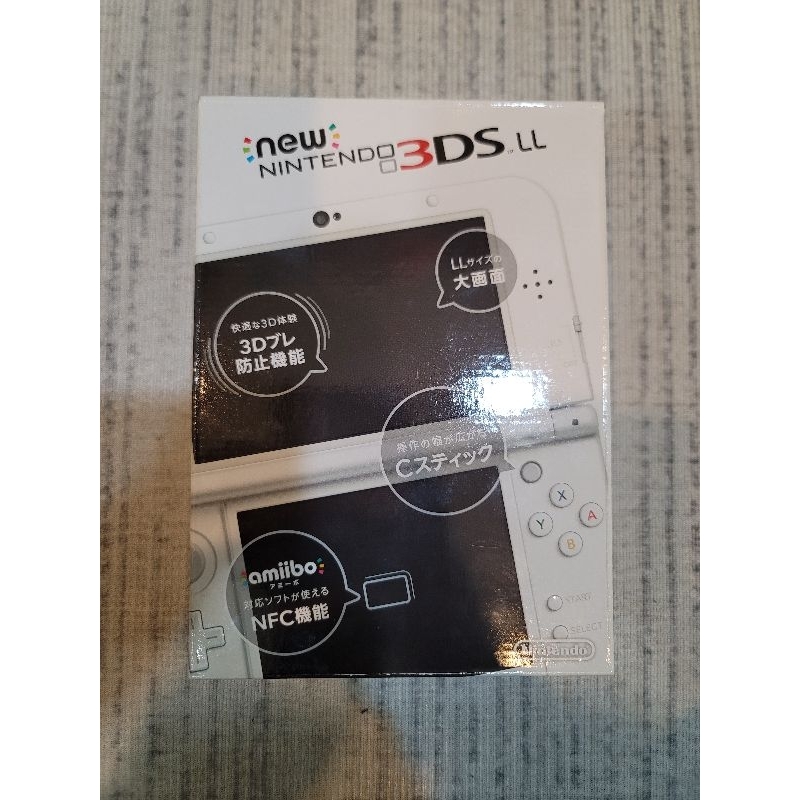 new
NINTENDO 3DS LL
LLサイズの
大画面
快適な3D体験
3Dブレ
防止機能
操作の幅が広がる
Cスティック
X
Y
A
B
amiibo
アミーボ
対応ソフトが使える
NFC機能
START
SELECT
Nintendo